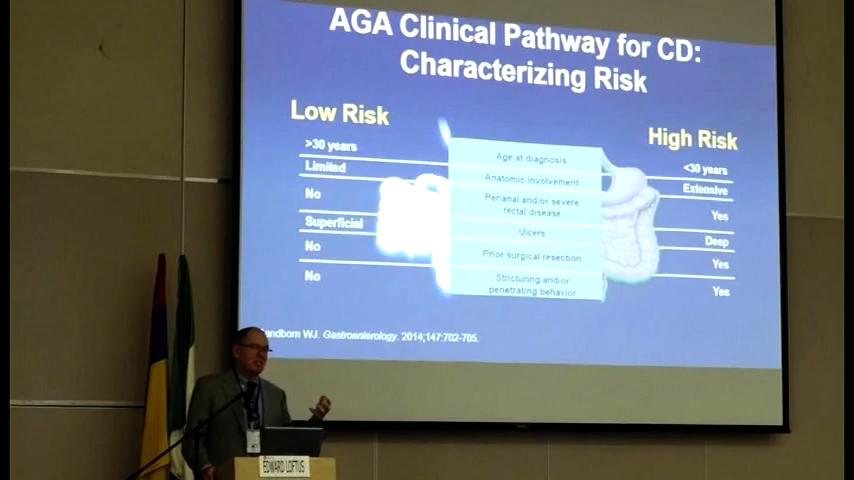 AGA Clinical Pathway for CD:
Characterizing Risk
Low Risk
High Risk
>30 years
Age at diagnosis
<30 years
Limited
Anatomic involvement
Extensive
No
Perianal and/or severe
rectal disease
Yes
Superficial
Ulcers
Deep
No
Prior surgical resection
Yes
No
Stricturing and/or
penetrating behavior
Yes
andborn WJ. Gastroenterology. 2014;147:702-705.
EDWARD LOFTUS